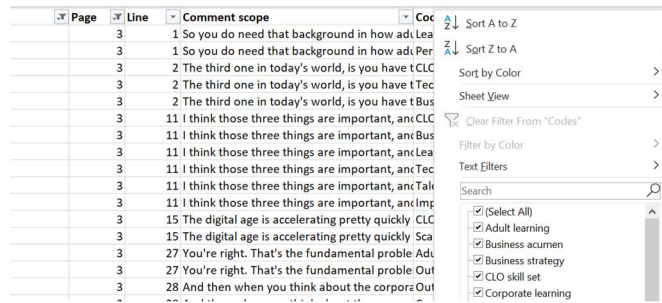 Page Line Comment scope
3 1 So you do need that background in how adu Lea
3 1 So you do need that background in how adu Per
3 2 The third one in today's world, is you have t CLC
3 2 The third one in today's world, is you have t Tec
3 2 The third one in today's world, is you have t Bus
3 11 I think those three things are important, and CLC
3 11 I think those three things are important, and Bus
3 11 I think those three things are important, and Lea
3 11 I think those three things are important, and Tec
3 11 I think those three things are important, and Tale
3 11 I think those three things are important, and Imp
3 15 The digital age is accelerating pretty quickly CLC
3 15 The digital age is accelerating pretty quickly Sca
3 27 You're right. That's the fundamental proble Adu
3 27 You're right. That's the fundamental proble Out
3 28 And then when you think about the corpora Out
Sort A to Z
Sort Z to A
Sort by Color
Sheet View
Clear Filter From "Codes"
Filter by Color
Text Filters
Search
(Select All)
Adult learning
Business acumen
Business strategy
CLO skill set
Corporate learning